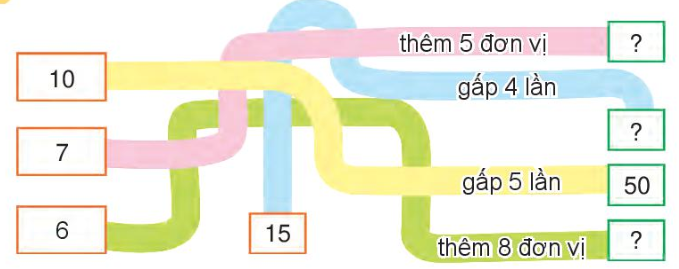 thêm 5 đơn vị
?
10
gấp 4 lần
?
7
gấp 5 lần
50
6
15
thêm 8 đơn vị
?